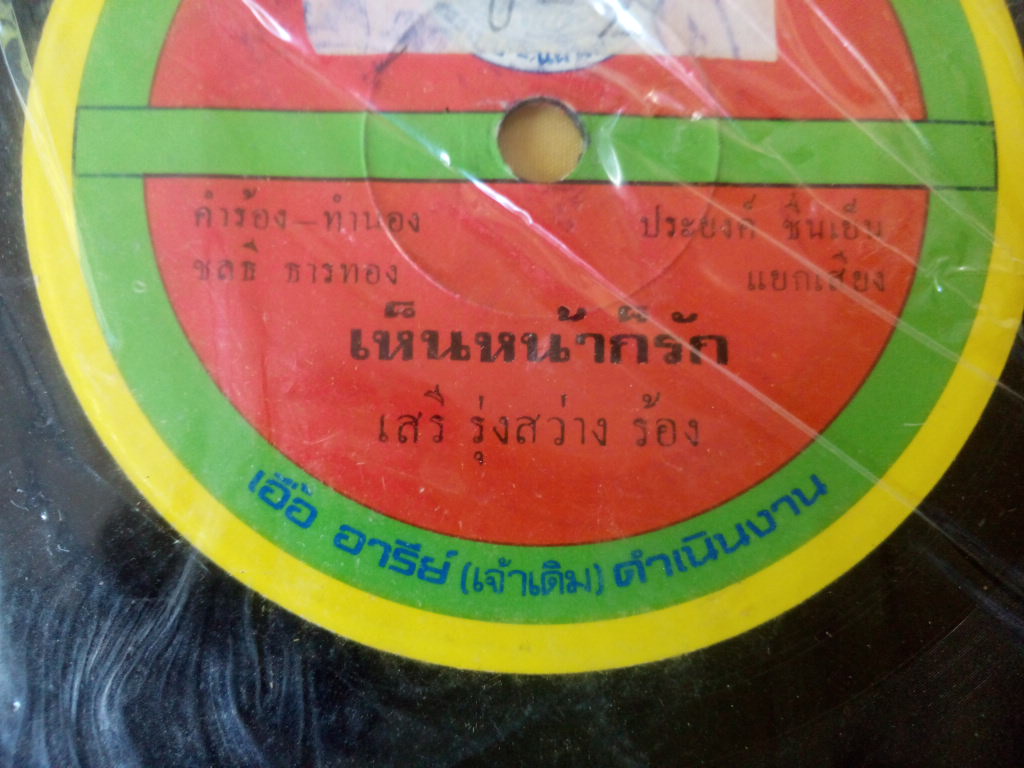 คำร้อง - ทำนอง
ชลธี ธารทอง
ประยงค์ ชื่นเย็น
แยกเสียง
เห็นหน้าก็รัก
เสรี รุ่งสว่าง ร้อง
เอ๊ือ อารีย์ (เจ้าเดิม) ดำเนินงาน